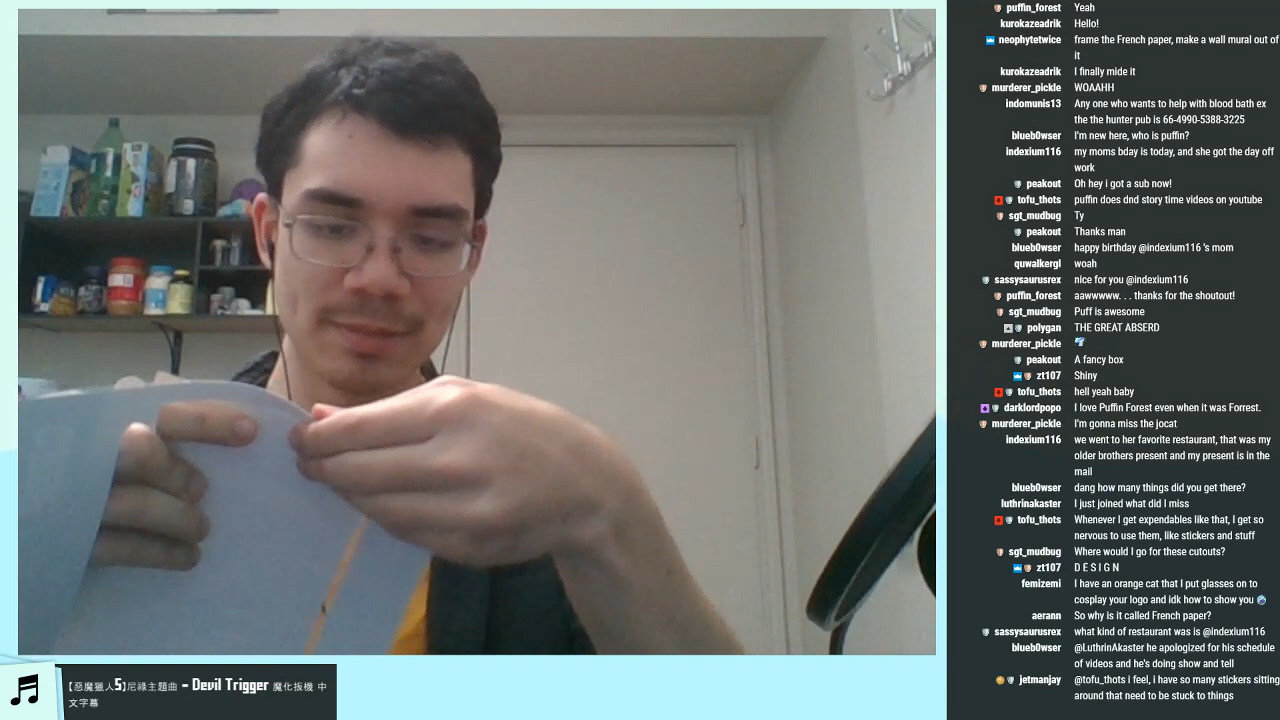 puffin_forest Yeah
kurokazeadrik Hello!
neophytetwice frame the French paper, make a wall mural out of
it
kurokazeadrik I finally mide it
murderer_pickle WOAAHH
indomunis13 Any one who wants to help with blood bath ex
the the hunter pub is 66-4990-5388-3225
blueb0wser I'm new here, who is puffin?
indexium116 my moms bday is today, and she got the day off
work
peakout Oh hey i got a sub now!
tofu_thots puffin does dnd story time videos on youtube
sgt_mudbug Ty
peakout Thanks man
blueb0wser happy birthday @indexium116 's mom
quwalkergl woah
sassysaurusrex nice for you @indexium116
puffin_forest aawwwww. . . thanks for the shoutout!
sgt_mudbug Puff is awesome
polygan THE GREAT ABSERD
murderer_pickle
peakout A fancy box
zt107 Shiny
tofu_thots hell yeah baby
darklordpopo I love Puffin Forest even when it was Forrest.
murderer_pickle I'm gonna miss the jocat
indexium116 we went to her favorite restaurant, that was my
older brothers present and my present is in the
mail
blueb0wser dang how many things did you get there?
luthrinakaster I just joined what did I miss
tofu_thots Whenever I get expendables like that, I get so
nervous to use them, like stickers and stuff
sgt_mudbug Where would I go for these cutouts?
zt107 D E S I G N
femizemi I have an orange cat that I put glasses on to
cosplay your logo and idk how to show you
aerann So why is it called French paper?
sassysaurusrex what kind of restaurant was is @indexium116
blueb0wser @LuthrinAkaster he apologized for his schedule
of videos and he's doing show and tell
jetmanjay @tofu_thots i feel, i have so many stickers sitting
around that need to be stuck to things
【惡魔獵人5】尼祿主題曲 - Devil Trigger 魔化扳機 中
文字幕